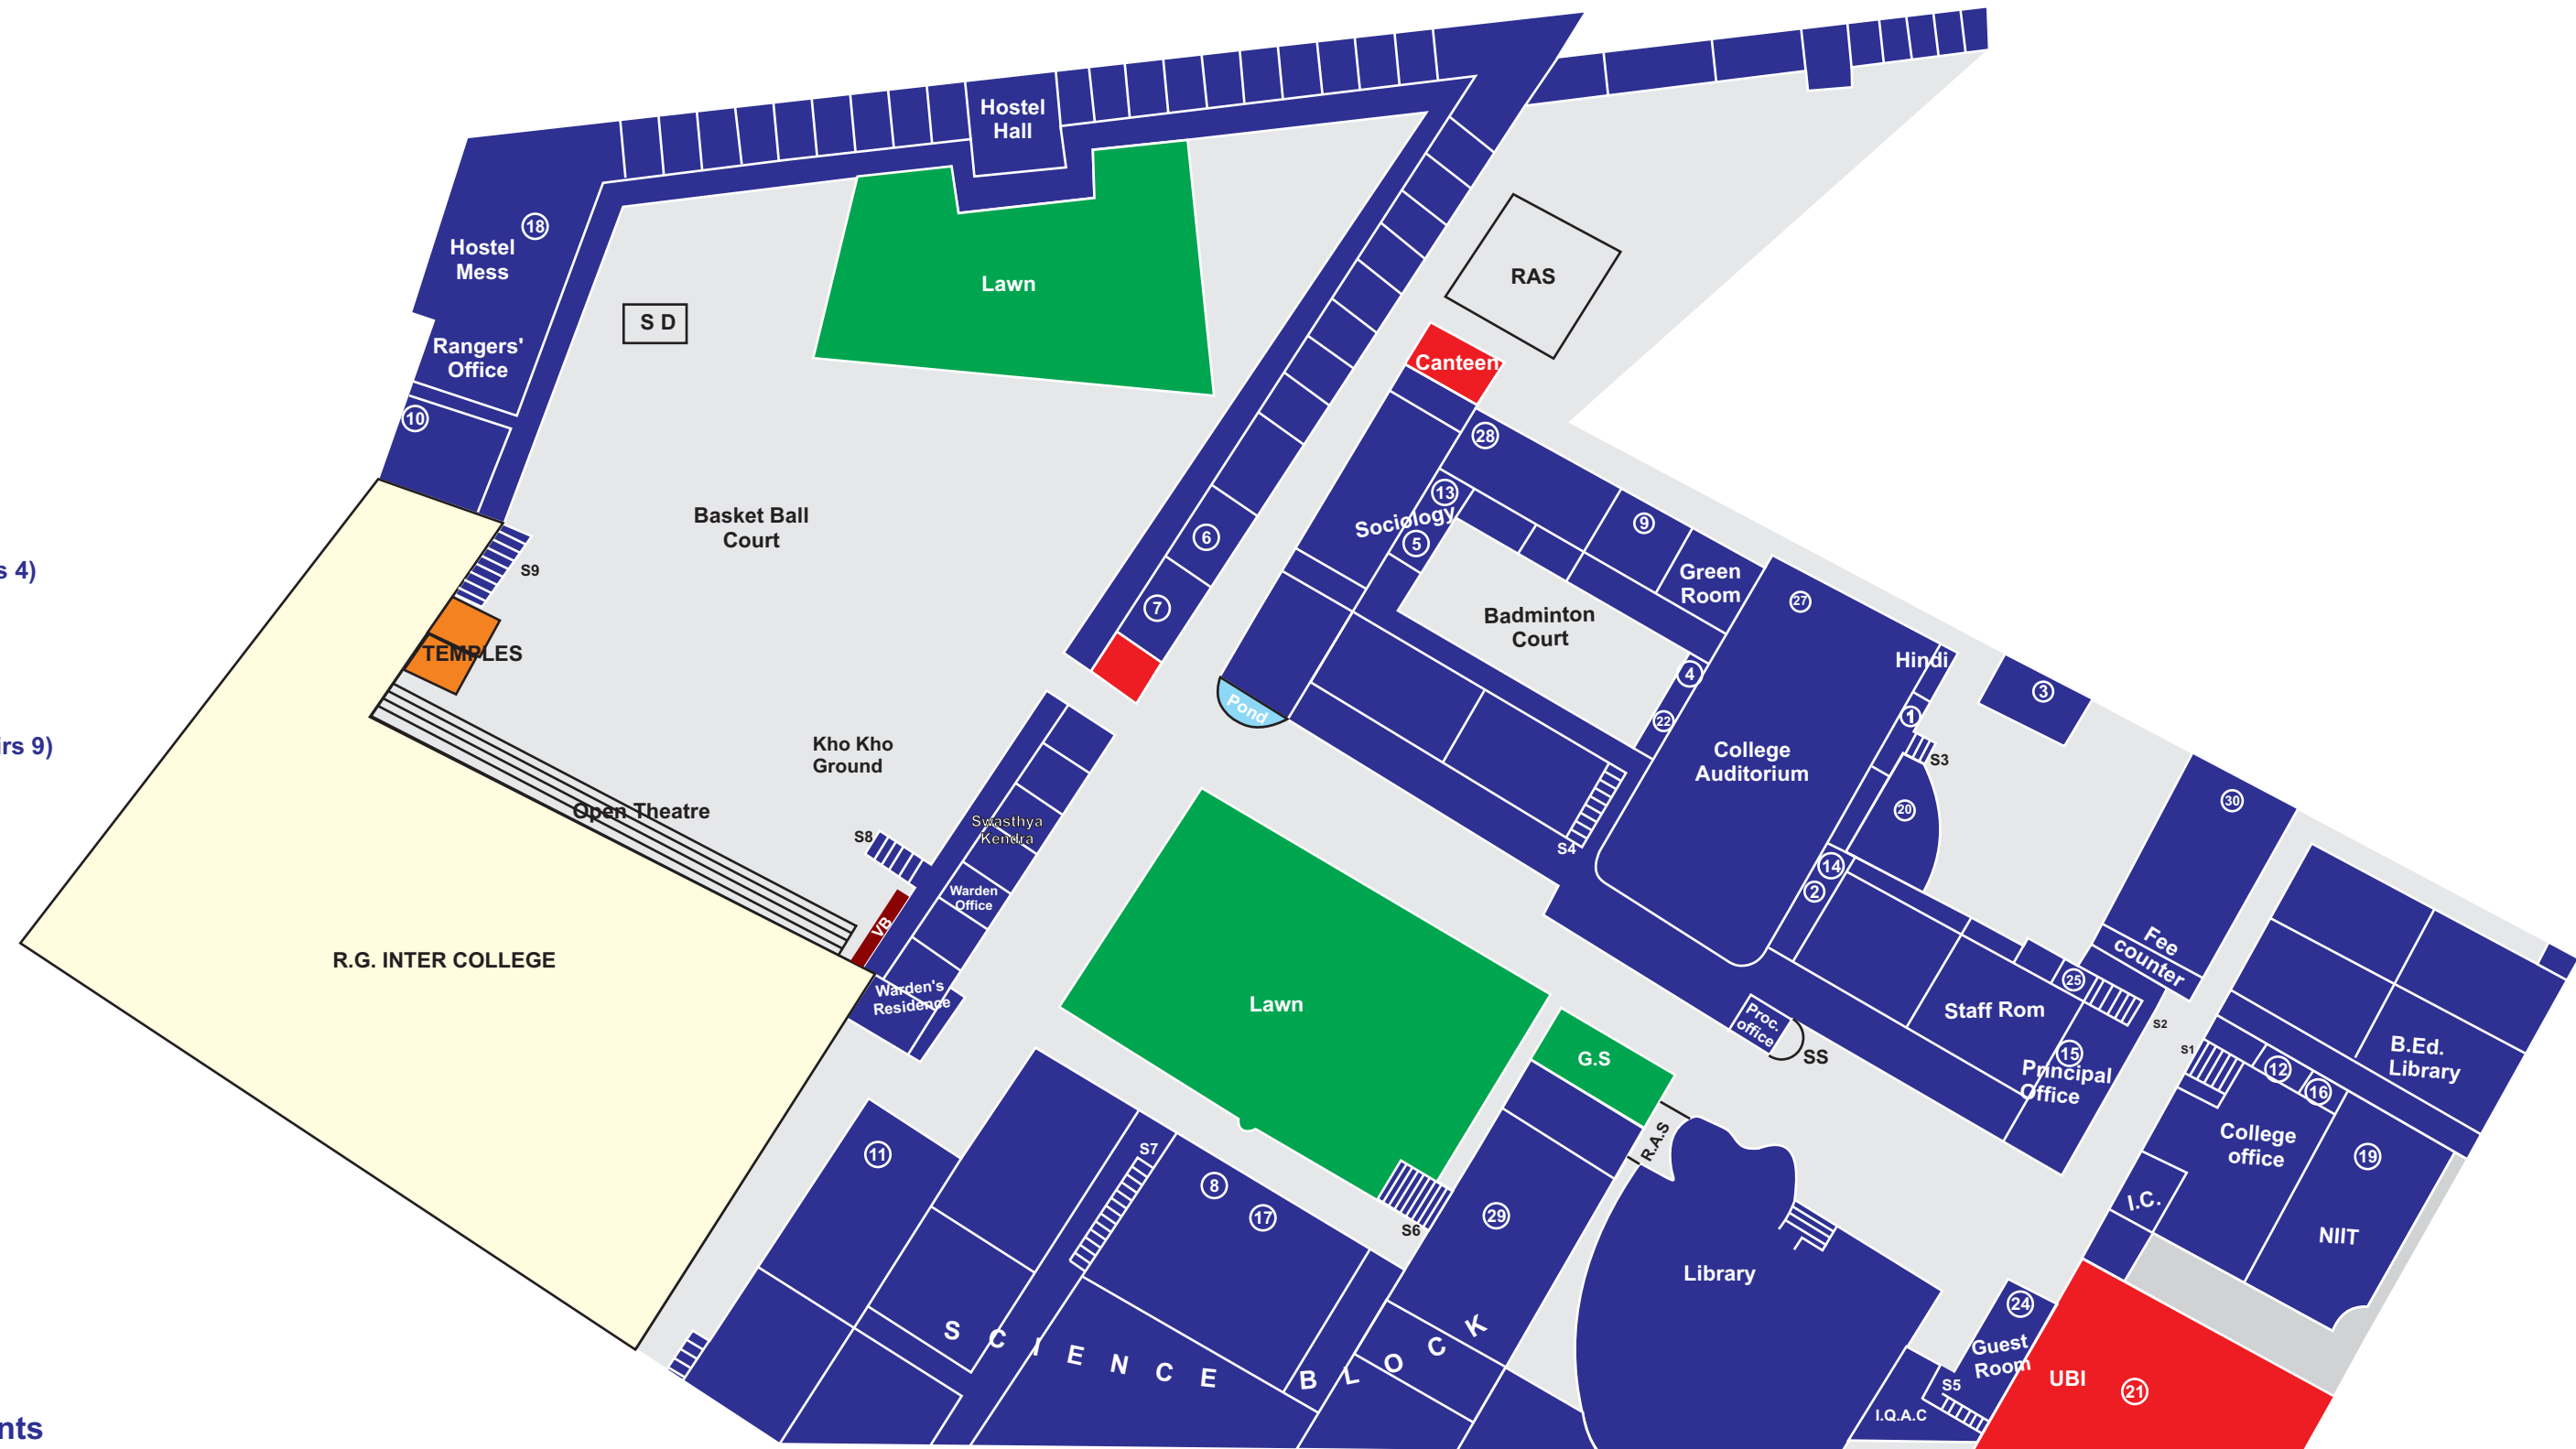 Hostel
Hall
18
Hostel
Mess
Rangers'
Office
10
S D
Lawn
RAS
Canteen
28
13
Sociology
5
9
Green
Room
27
Basket Ball
Court
6
7
S9
TEMPLES
Badminton
Court
4
22
Hindi
1
3
S3
Pond
College
Auditorium
20
30
Kho Kho
Ground
Open Theatre
S8
Swasthya
Kendra
Warden
Office
VB
Warden's
Residence
S4
14
2
Fee
counter
R.G. INTER COLLEGE
Lawn
Staff Rom
25
S2
S1
15
Principal
Office
Proc.
office
SS
G.S
R.A.S
B.Ed.
Library
12
16
College
office
19
I.C.
NIIT
11
S7
8
17
S6
29
Library
24
Guest
Room
S5
I.Q.A.C
UBI
21
SCIENCE BLOCK
s 4)
rs 9)
nts